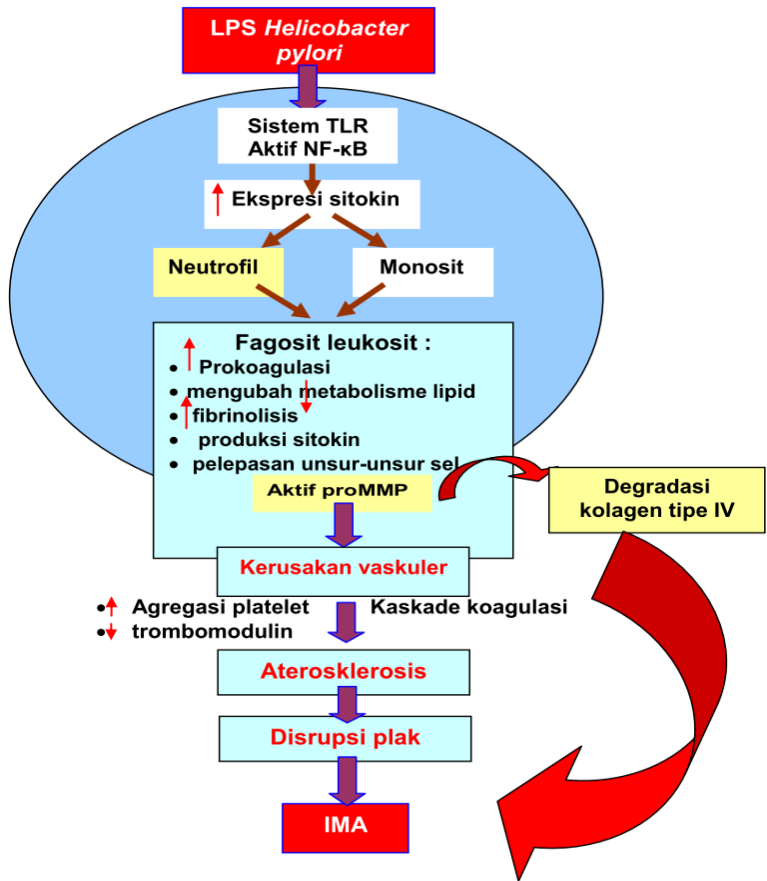 LPS Helicobacter
pylori
Sistem TLR
Aktif NF-κB
Ekspresi sitokin
Neutrofil
Monosit
Fagosit leukosit :
• Prokoagulasi
• mengubah metabolisme lipid
• fibrinolisis
• produksi sitokin
• pelepasan unsur-unsur sel
Aktif proMMP
Degradasi
kolagen tipe IV
Kerusakan vaskuler
• Agregasi platelet
• trombomodulin
Kaskade koagulasi
Aterosklerosis
Disrupsi plak
IMA